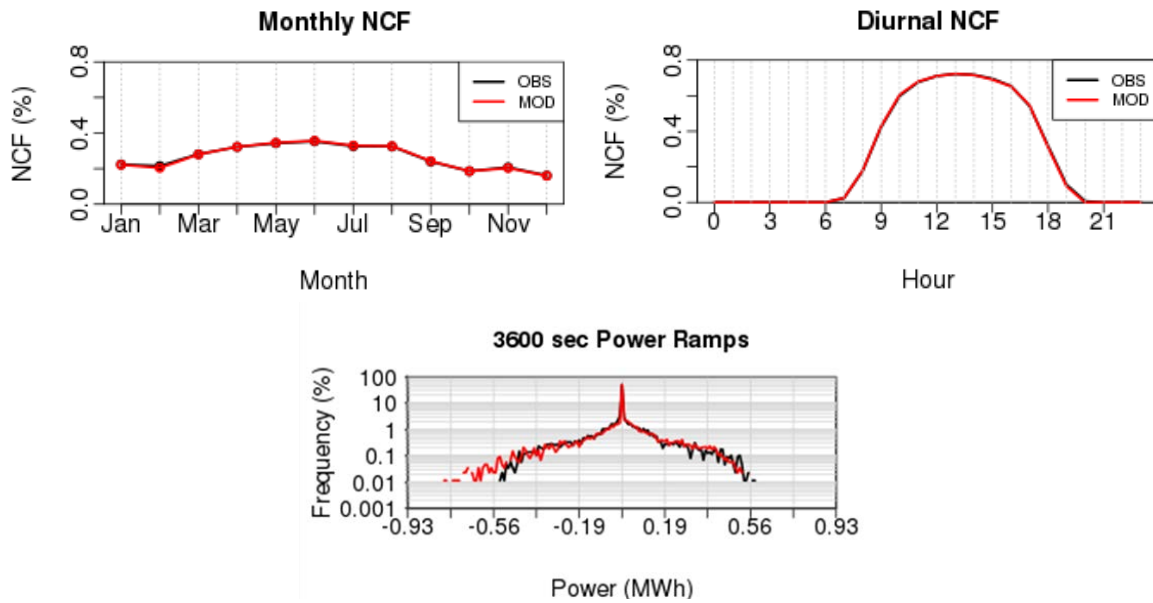 Monthly NCF
NCF (%)
0.8
0.4
0.0
OBS
MOD
Jan Mar May Jul Sep Nov
Month
Diurnal NCF
NCF (%)
0.8
0.4
0.0
OBS
MOD
0 3 6 9 12 15 18 21
Hour
3600 sec Power Ramps
Frequency (%)
100
10
1
0.1
0.01
0.001
-0.93 -0.56 -0.19 0.19 0.56 0.93
Power (MWh)